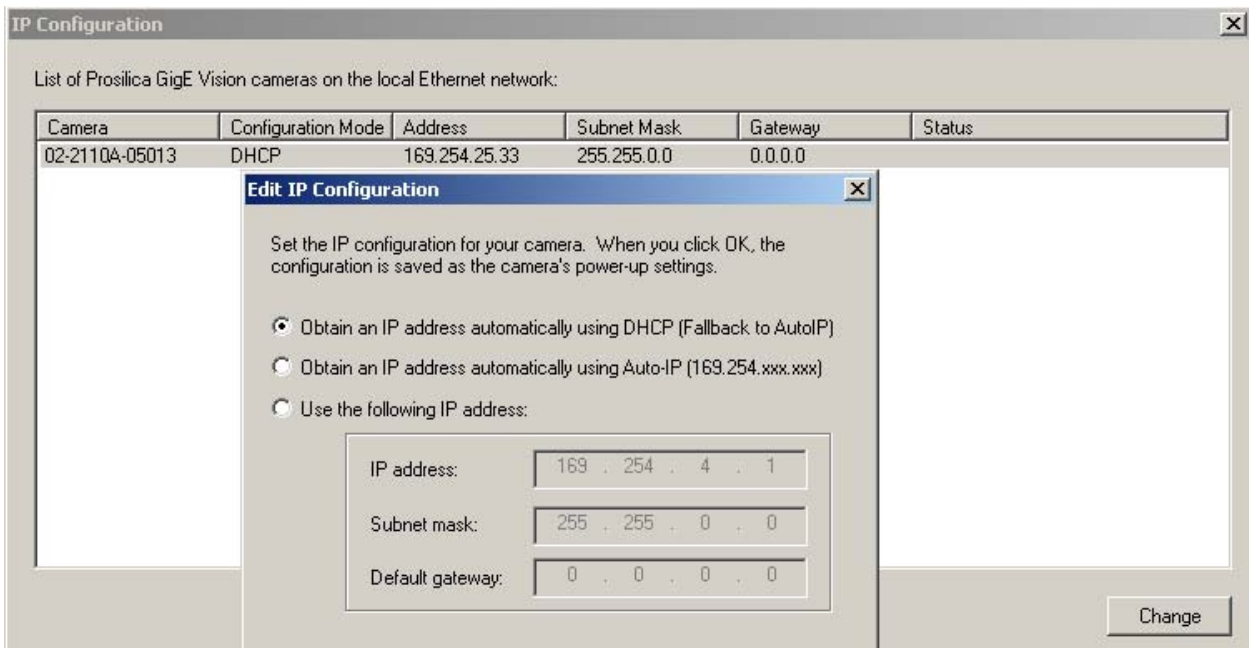 IP Configuration
List of Prosilica GigE Vision cameras on the local Ethernet network:
Camera Configuration Mode Address Subnet Mask Gateway Status
02-2110A-05013 DHCP 169.254.25.33 255.255.0.0 0.0.0.0
Edit IP Configuration
Set the IP configuration for your camera. When you click OK, the
configuration is saved as the camera's power-up settings.
Obtain an IP address automatically using DHCP (Fallback to AutoIP)
Obtain an IP address automatically using Auto-IP (169.254.xxx.xxx)
Use the following IP address:
IP address: 169 . 254 . 4 . 1
Subnet mask: 255 . 255 . 0 . 0
Default gateway: 0 . 0 . 0 . 0
Change